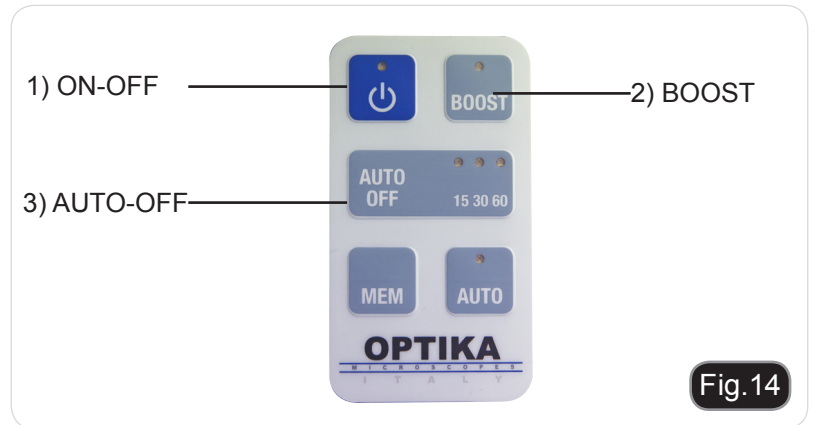 1) ON-OFF
BOOST
2) BOOST
3) AUTO-OFF
AUTO
OFF
15 30 60
MEM
AUTO
OPTIKA
MICROSCOPES
ITALY
Fig.14